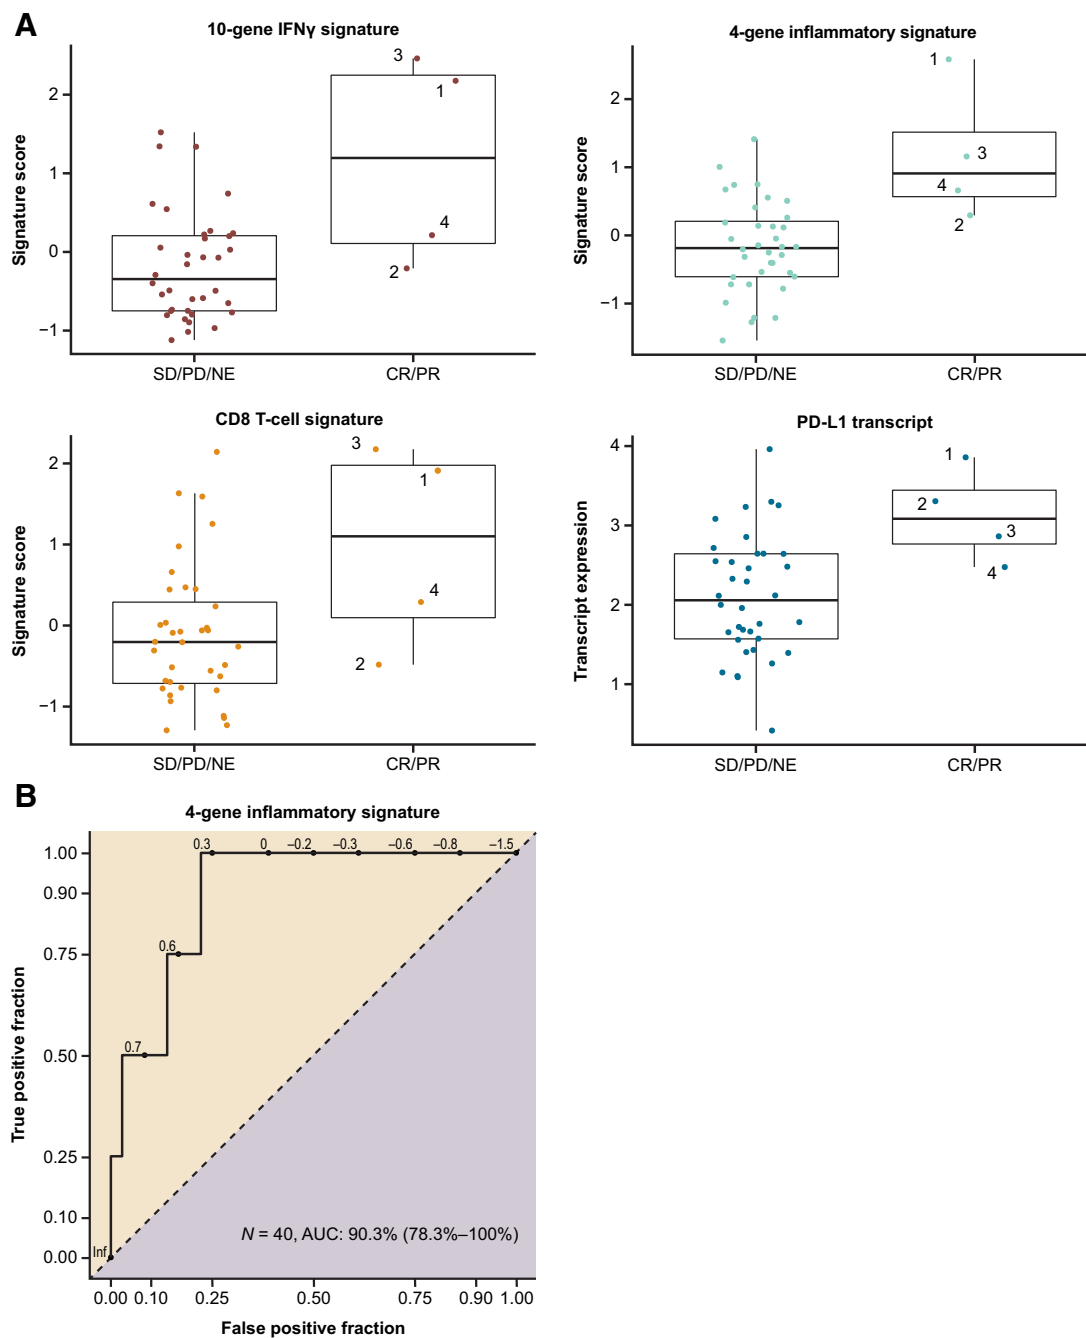 A
10-gene IFNγ signature
Signature score
2
1
0
−1
3
1
4
2
SD/PD/NE
CR/PR
4-gene inflammatory signature
Signature score
2
1
0
−1
1
3
4
2
SD/PD/NE
CR/PR
CD8 T-cell signature
Signature score
2
1
0
−1
3
1
4
2
SD/PD/NE
CR/PR
PD-L1 transcript
Transcript expression
4
3
2
1
1
2
3
4
SD/PD/NE
CR/PR
B
4-gene inflammatory signature
True positive fraction
1.00
0.90
0.75
0.50
0.25
0.10
0.00
0.3
0
−0.2
−0.3
−0.6
−0.8
−1.5
0.6
0.7
Inf
N = 40, AUC: 90.3% (78.3%–100%)
0.00 0.10 0.25 0.50 0.75 0.90 1.00
False positive fraction